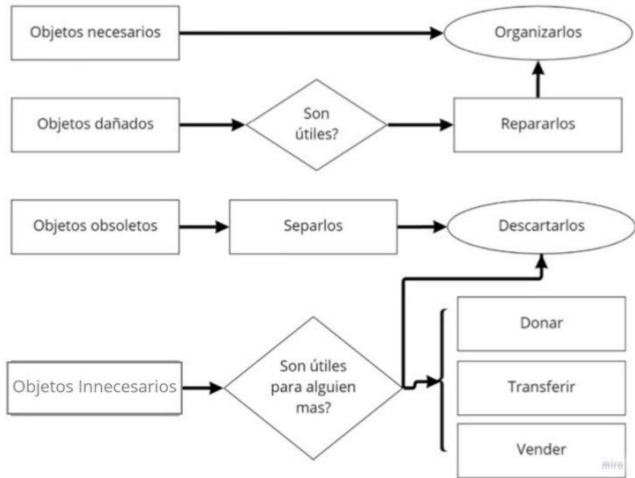 Objetos necesarios
Organizarlos
Objetos dañados
Son
útiles?
Repararlos
Objetos obsoletos
Separlos
Descartarlos
Objetos Innecesarios
Son útiles
para alguien
mas?
Donar
Transferir
Vender
miro